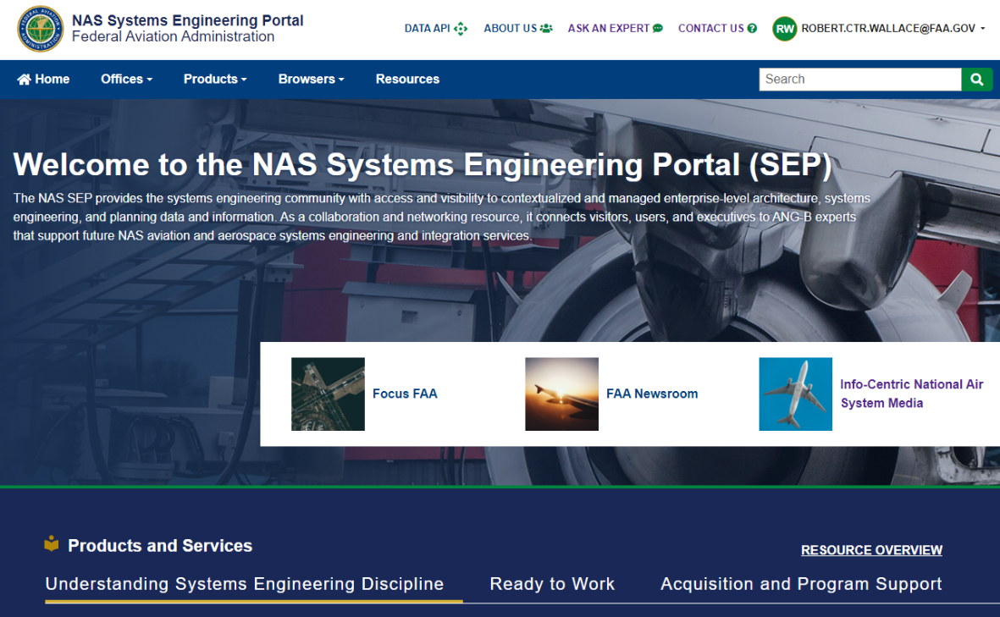 NAS Systems Engineering Portal
Federal Aviation Administration
DATA API
ABOUT US
ASK AN EXPERT
CONTACT US
RW
ROBERT.CTR.WALLACE@FAA.GOV
Home
Offices
Products
Browsers
Resources
Search
Welcome to the NAS Systems Engineering Portal (SEP)
The NAS SEP provides the systems engineering community with access and visibility to contextualized and managed enterprise-level architecture, systems
engineering, and planning data and information. As a collaboration and networking resource, it connects visitors, users, and executives to ANG-B experts
that support future NAS aviation and aerospace systems engineering and integration services.
Focus FAA
FAA Newsroom
Info-Centric National Air
System Media
Products and Services
RESOURCE OVERVIEW
Understanding Systems Engineering Discipline
Ready to Work
Acquisition and Program Support